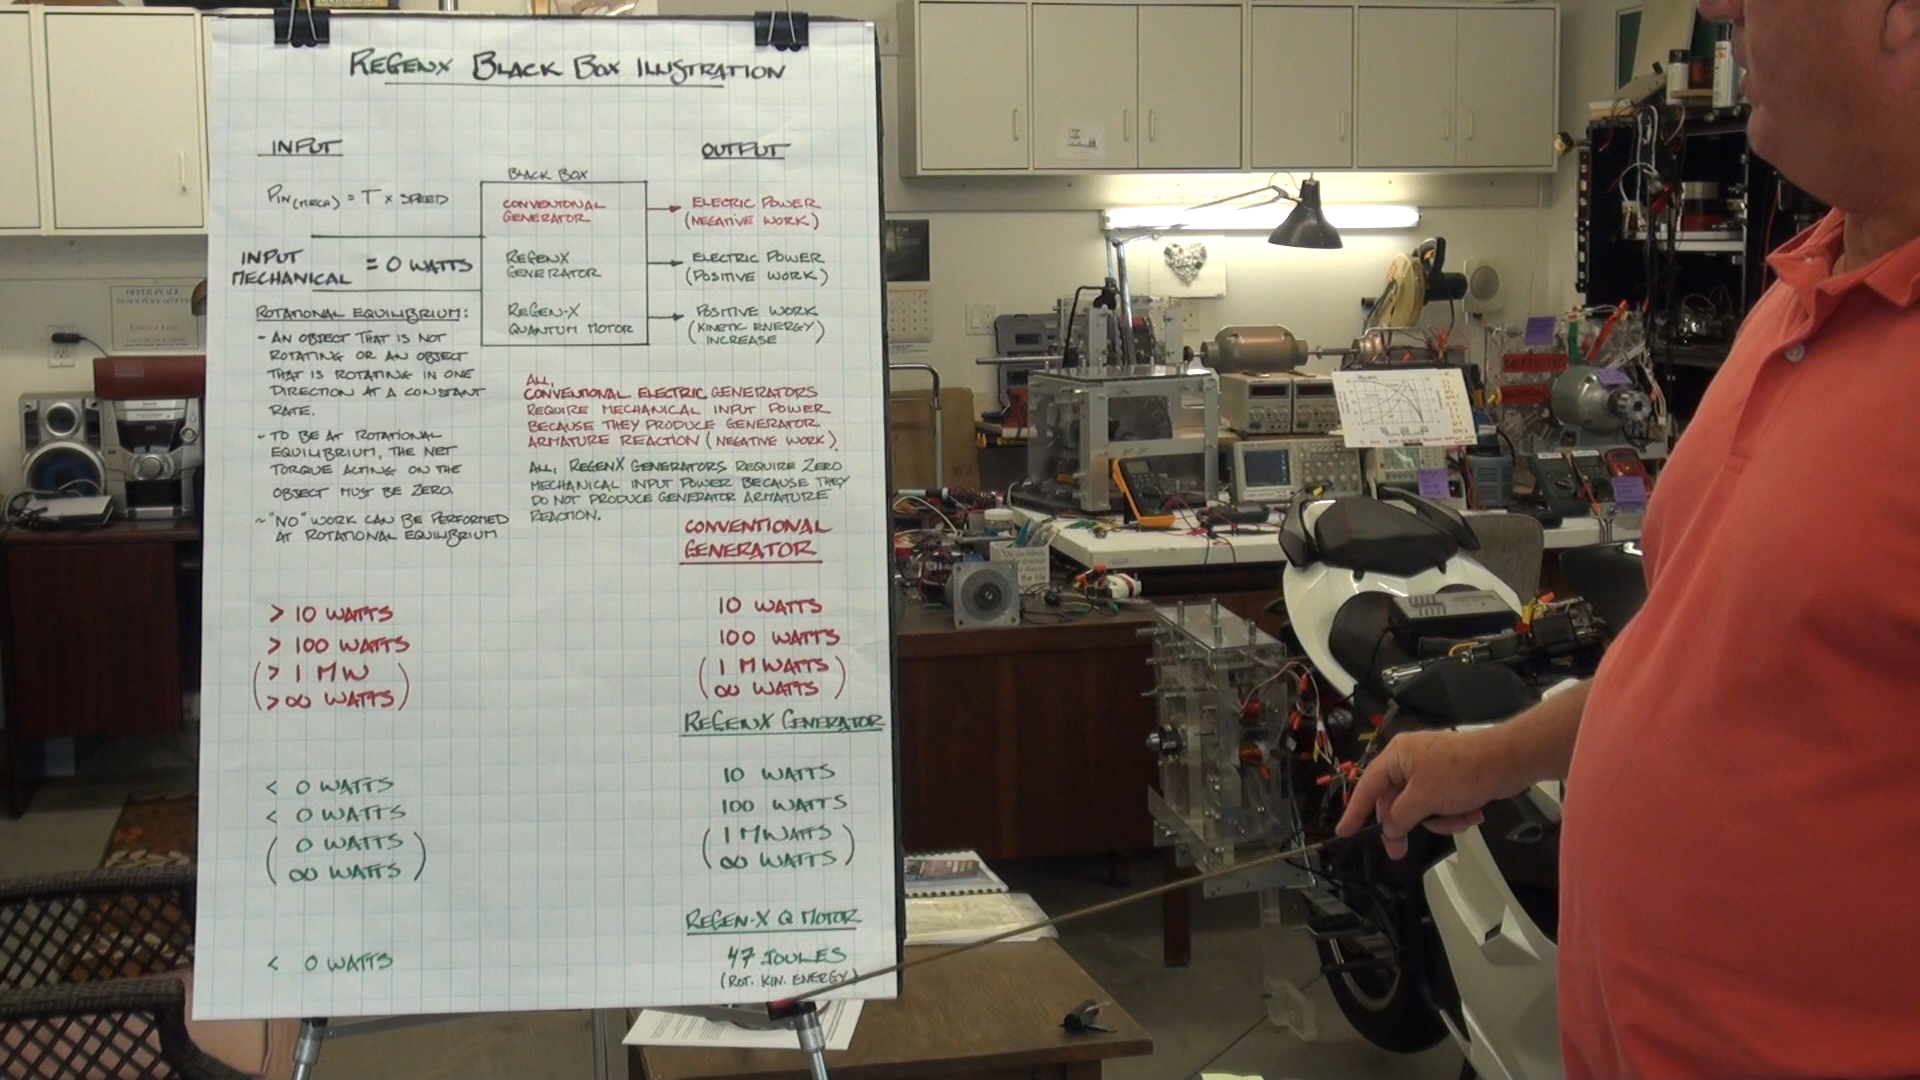 ReGenX Black Box Illustration
INPUT
PIN(MECH) = T x SPEED
INPUT MECHANICAL = 0 WATTS
ROTATIONAL EQUILIBRIUM:
- AN OBJECT THAT IS NOT
ROTATING OR AN OBJECT
THAT IS ROTATING IN ONE
DIRECTION AT A CONSTANT
RATE.
- TO BE AT ROTATIONAL
EQUILIBRIUM, THE NET
TORQUE ACTING ON THE
OBJECT MUST BE ZERO.
~ "NO" WORK CAN BE PERFORMED
AT ROTATIONAL EQUILIBRIUM
BLACK BOX
CONVENTIONAL
GENERATOR
REGENX
GENERATOR
REGEN-X
QUANTUM MOTOR
OUTPUT
ELECTRIC POWER
(NEGATIVE WORK)
ELECTRIC POWER
(POSITIVE WORK)
POSITIVE WORK
(KINETIC ENERGY
INCREASE)
ALL,
CONVENTIONAL ELECTRIC GENERATORS
REQUIRE MECHANICAL INPUT POWER
BECAUSE THEY PRODUCE GENERATOR
ARMATURE REACTION (NEGATIVE WORK).
ALL, REGENX GENERATORS REQUIRE ZERO
MECHANICAL INPUT POWER BECAUSE THEY
DO NOT PRODUCE GENERATOR ARMATURE
REACTION.
CONVENTIONAL
GENERATOR
> 10 WATTS 10 WATTS
> 100 WATTS 100 WATTS
(> 1 MW (1 MWATTS
> ∞ WATTS) ∞ WATTS)
REGENX GENERATOR
< 0 WATTS 10 WATTS
< 0 WATTS 100 WATTS
(0 WATTS (1 MWATTS
∞ WATTS) ∞ WATTS)
REGEN-X Q MOTOR
< 0 WATTS 47 JOULES
(ROT. KIN. ENERGY)